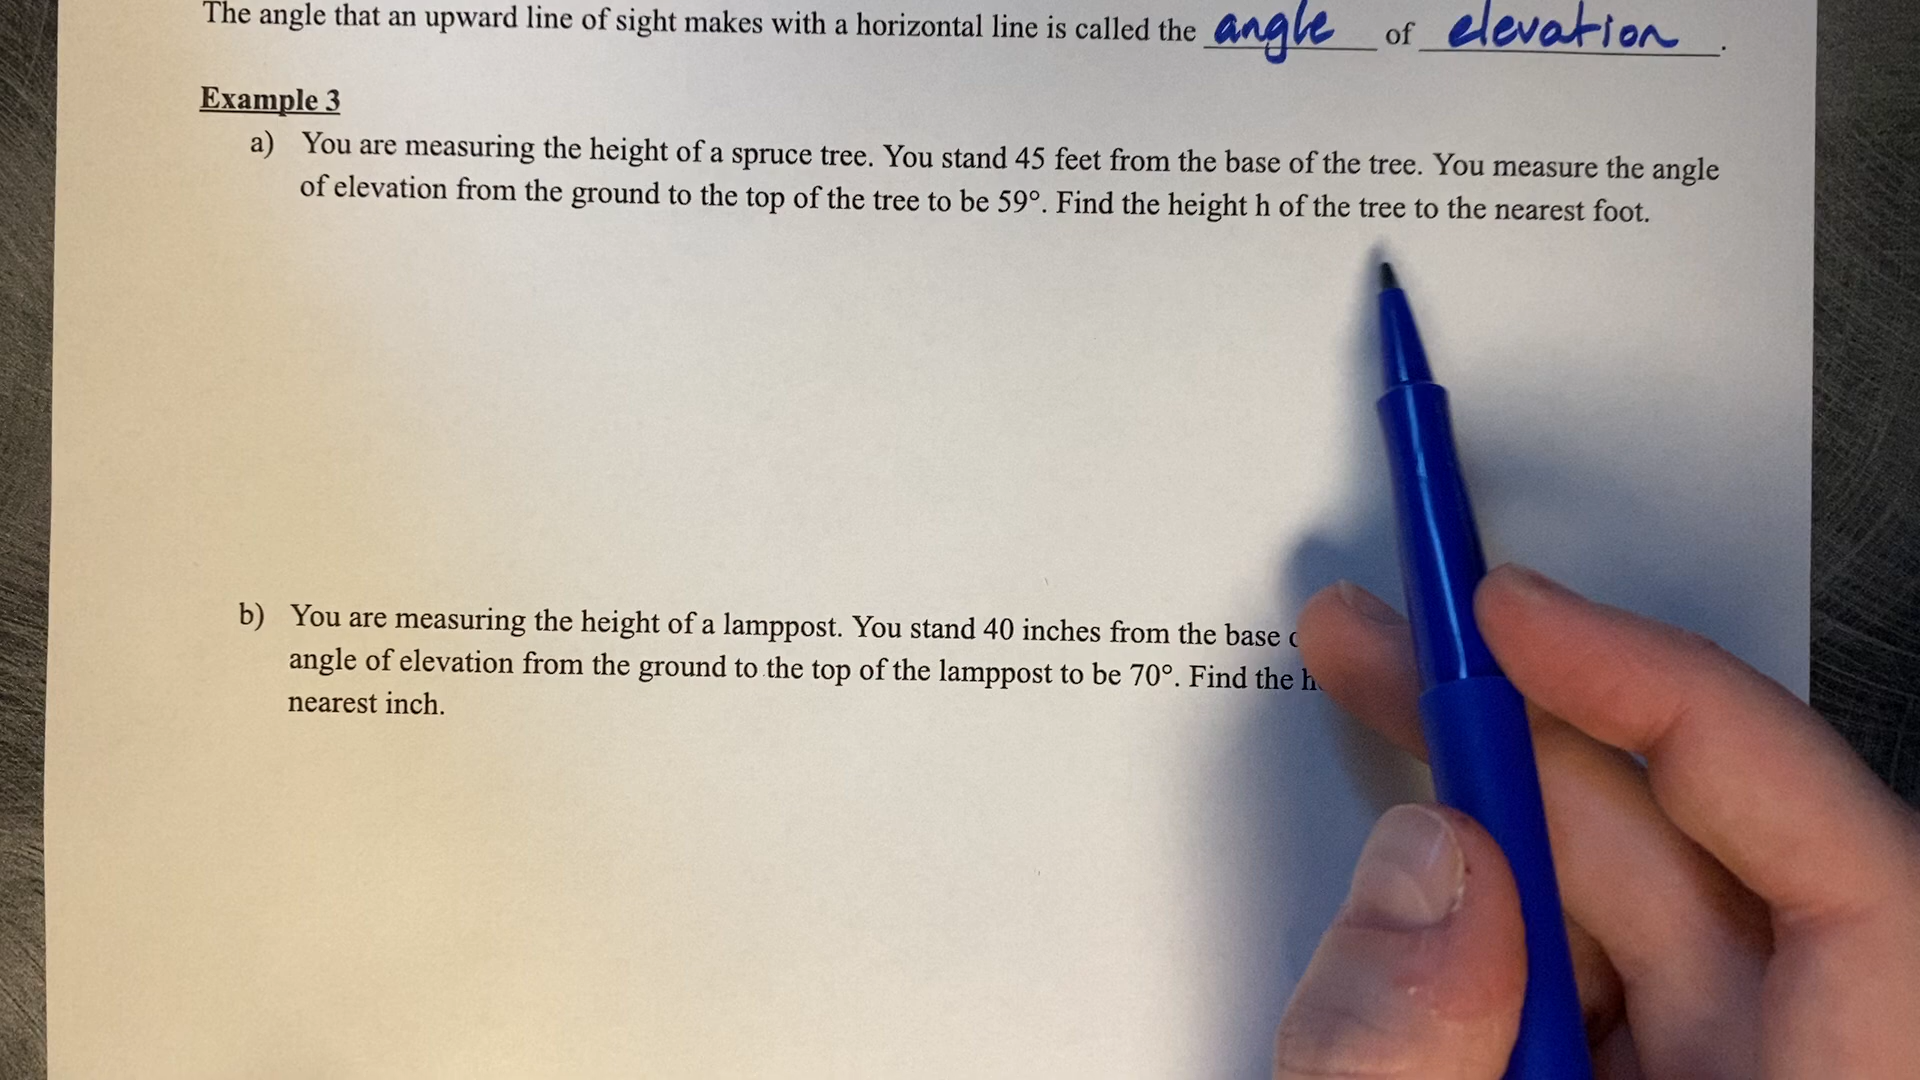 The angle that an upward line of sight makes with a horizontal line is called the angle of elevation.
Example 3
a) You are measuring the height of a spruce tree. You stand 45 feet from the base of the tree. You measure the angle
of elevation from the ground to the top of the tree to be 59°. Find the height h of the tree to the nearest foot.
b) You are measuring the height of a lamppost. You stand 40 inches from the base
angle of elevation from the ground to the top of the lamppost to be 70°. Find the
nearest inch.